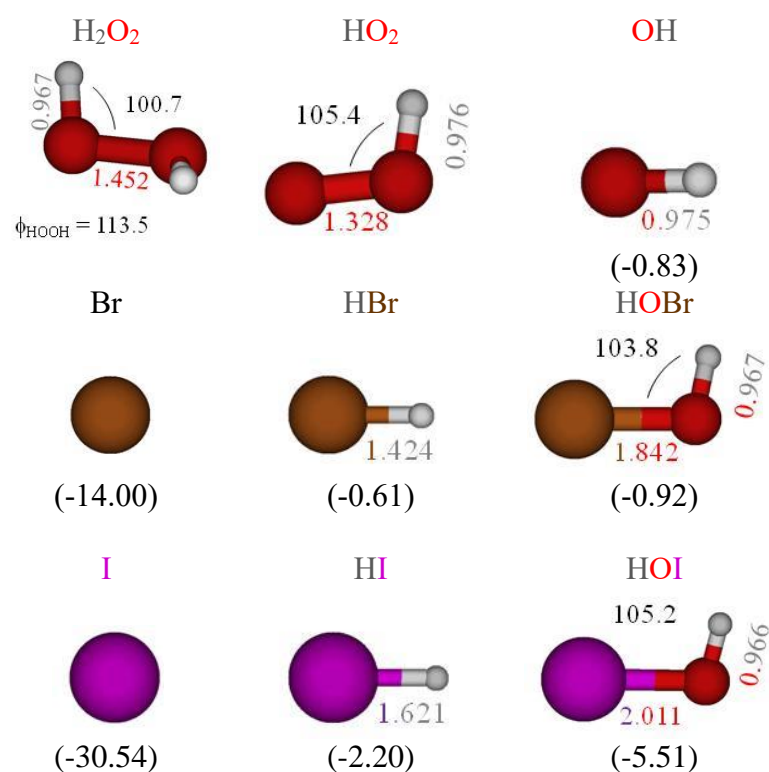 H₂O₂ HO₂ OH
0.967 100.7 105.4 0.976
1.452 1.328 0.975
ϕHOOH = 113.5
(-0.83)
Br HBr HOBr
103.8 0.967
1.424 1.842
(-14.00) (-0.61) (-0.92)
I HI HOI
105.2 0.966
1.621 2.011
(-30.54) (-2.20) (-5.51)